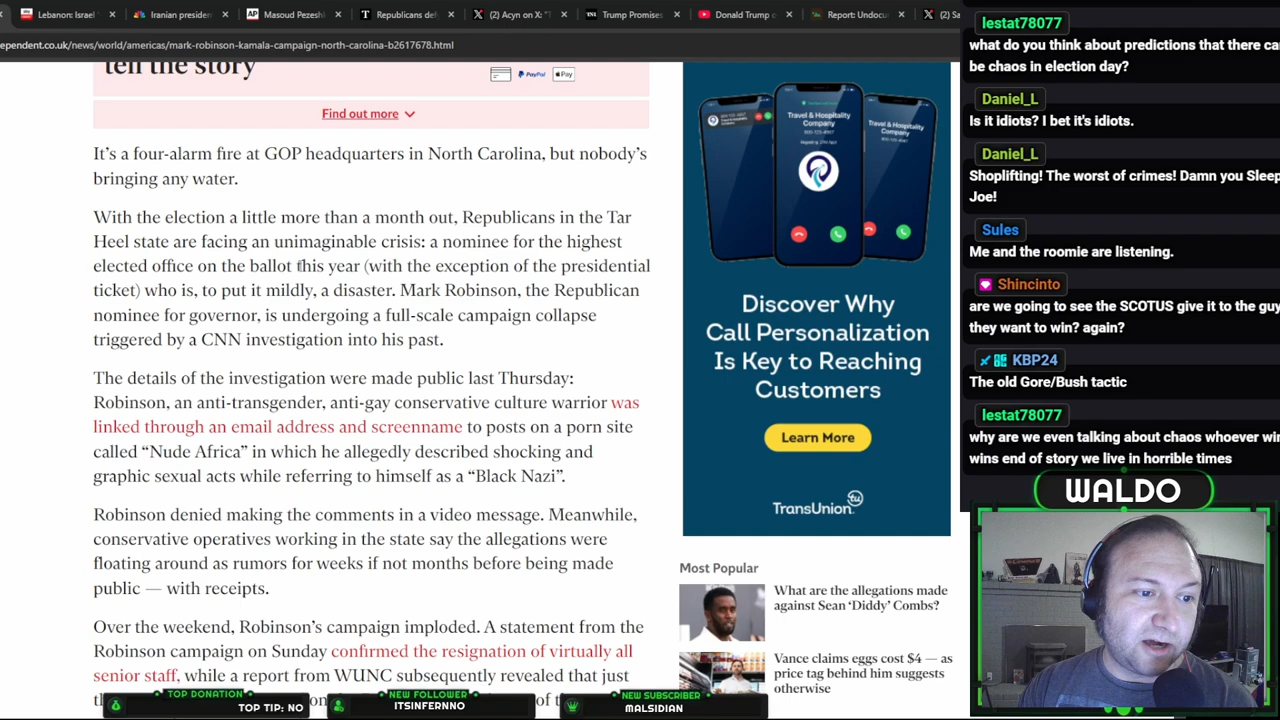 Lebanon: Israel
Iranian presiden
Masoud Pezeshk
Republicans def
(2) Acyn on X: "T
Trump Promises
Donald Trump c
Report: Undocu
(2) Sa
ependent.co.uk/news/world/americas/mark-robinson-kamala-campaign-north-carolina-b2617678.html
tell the story
PayPal
Pay
Find out more
It's a four-alarm fire at GOP headquarters in North Carolina, but nobody's
bringing any water.
With the election a little more than a month out, Republicans in the Tar
Heel state are facing an unimaginable crisis: a nominee for the highest
elected office on the ballot this year (with the exception of the presidential
ticket) who is, to put it mildly, a disaster. Mark Robinson, the Republican
nominee for governor, is undergoing a full-scale campaign collapse
triggered by a CNN investigation into his past.
The details of the investigation were made public last Thursday:
Robinson, an anti-transgender, anti-gay conservative culture warrior was
linked through an email address and screenname to posts on a porn site
called “Nude Africa” in which he allegedly described shocking and
graphic sexual acts while referring to himself as a “Black Nazi”.
Robinson denied making the comments in a video message. Meanwhile,
conservative operatives working in the state say the allegations were
floating around as rumors for weeks if not months before being made
public — with receipts.
Over the weekend, Robinson's campaign imploded. A statement from the
Robinson campaign on Sunday confirmed the resignation of virtually all
senior staff, while a report from WUNC subsequently revealed that just
Travel & Hospitality
Company
Discover Why
Call Personalization
Is Key to Reaching
Customers
Learn More
TransUnion
tu
Most Popular
What are the allegations made
against Sean ‘Diddy’ Combs?
Vance claims eggs cost $4 — as
price tag behind him suggests
otherwise
lestat78077
what do you think about predictions that there ca
be chaos in election day?
Daniel_L
Is it idiots? I bet it's idiots.
Daniel_L
Shoplifting! The worst of crimes! Damn you Sleep
Joe!
Sules
Me and the roomie are listening.
Shincinto
are we going to see the SCOTUS give it to the guy
they want to win? again?
KBP24
The old Gore/Bush tactic
lestat78077
why are we even talking about chaos whoever win
wins end of story we live in horrible times
WALDO
TOP DONATION
TOP TIP: NO
NEW FOLLOWER
ITSINFERNNO
NEW SUBSCRIBER
MALSIDIAN